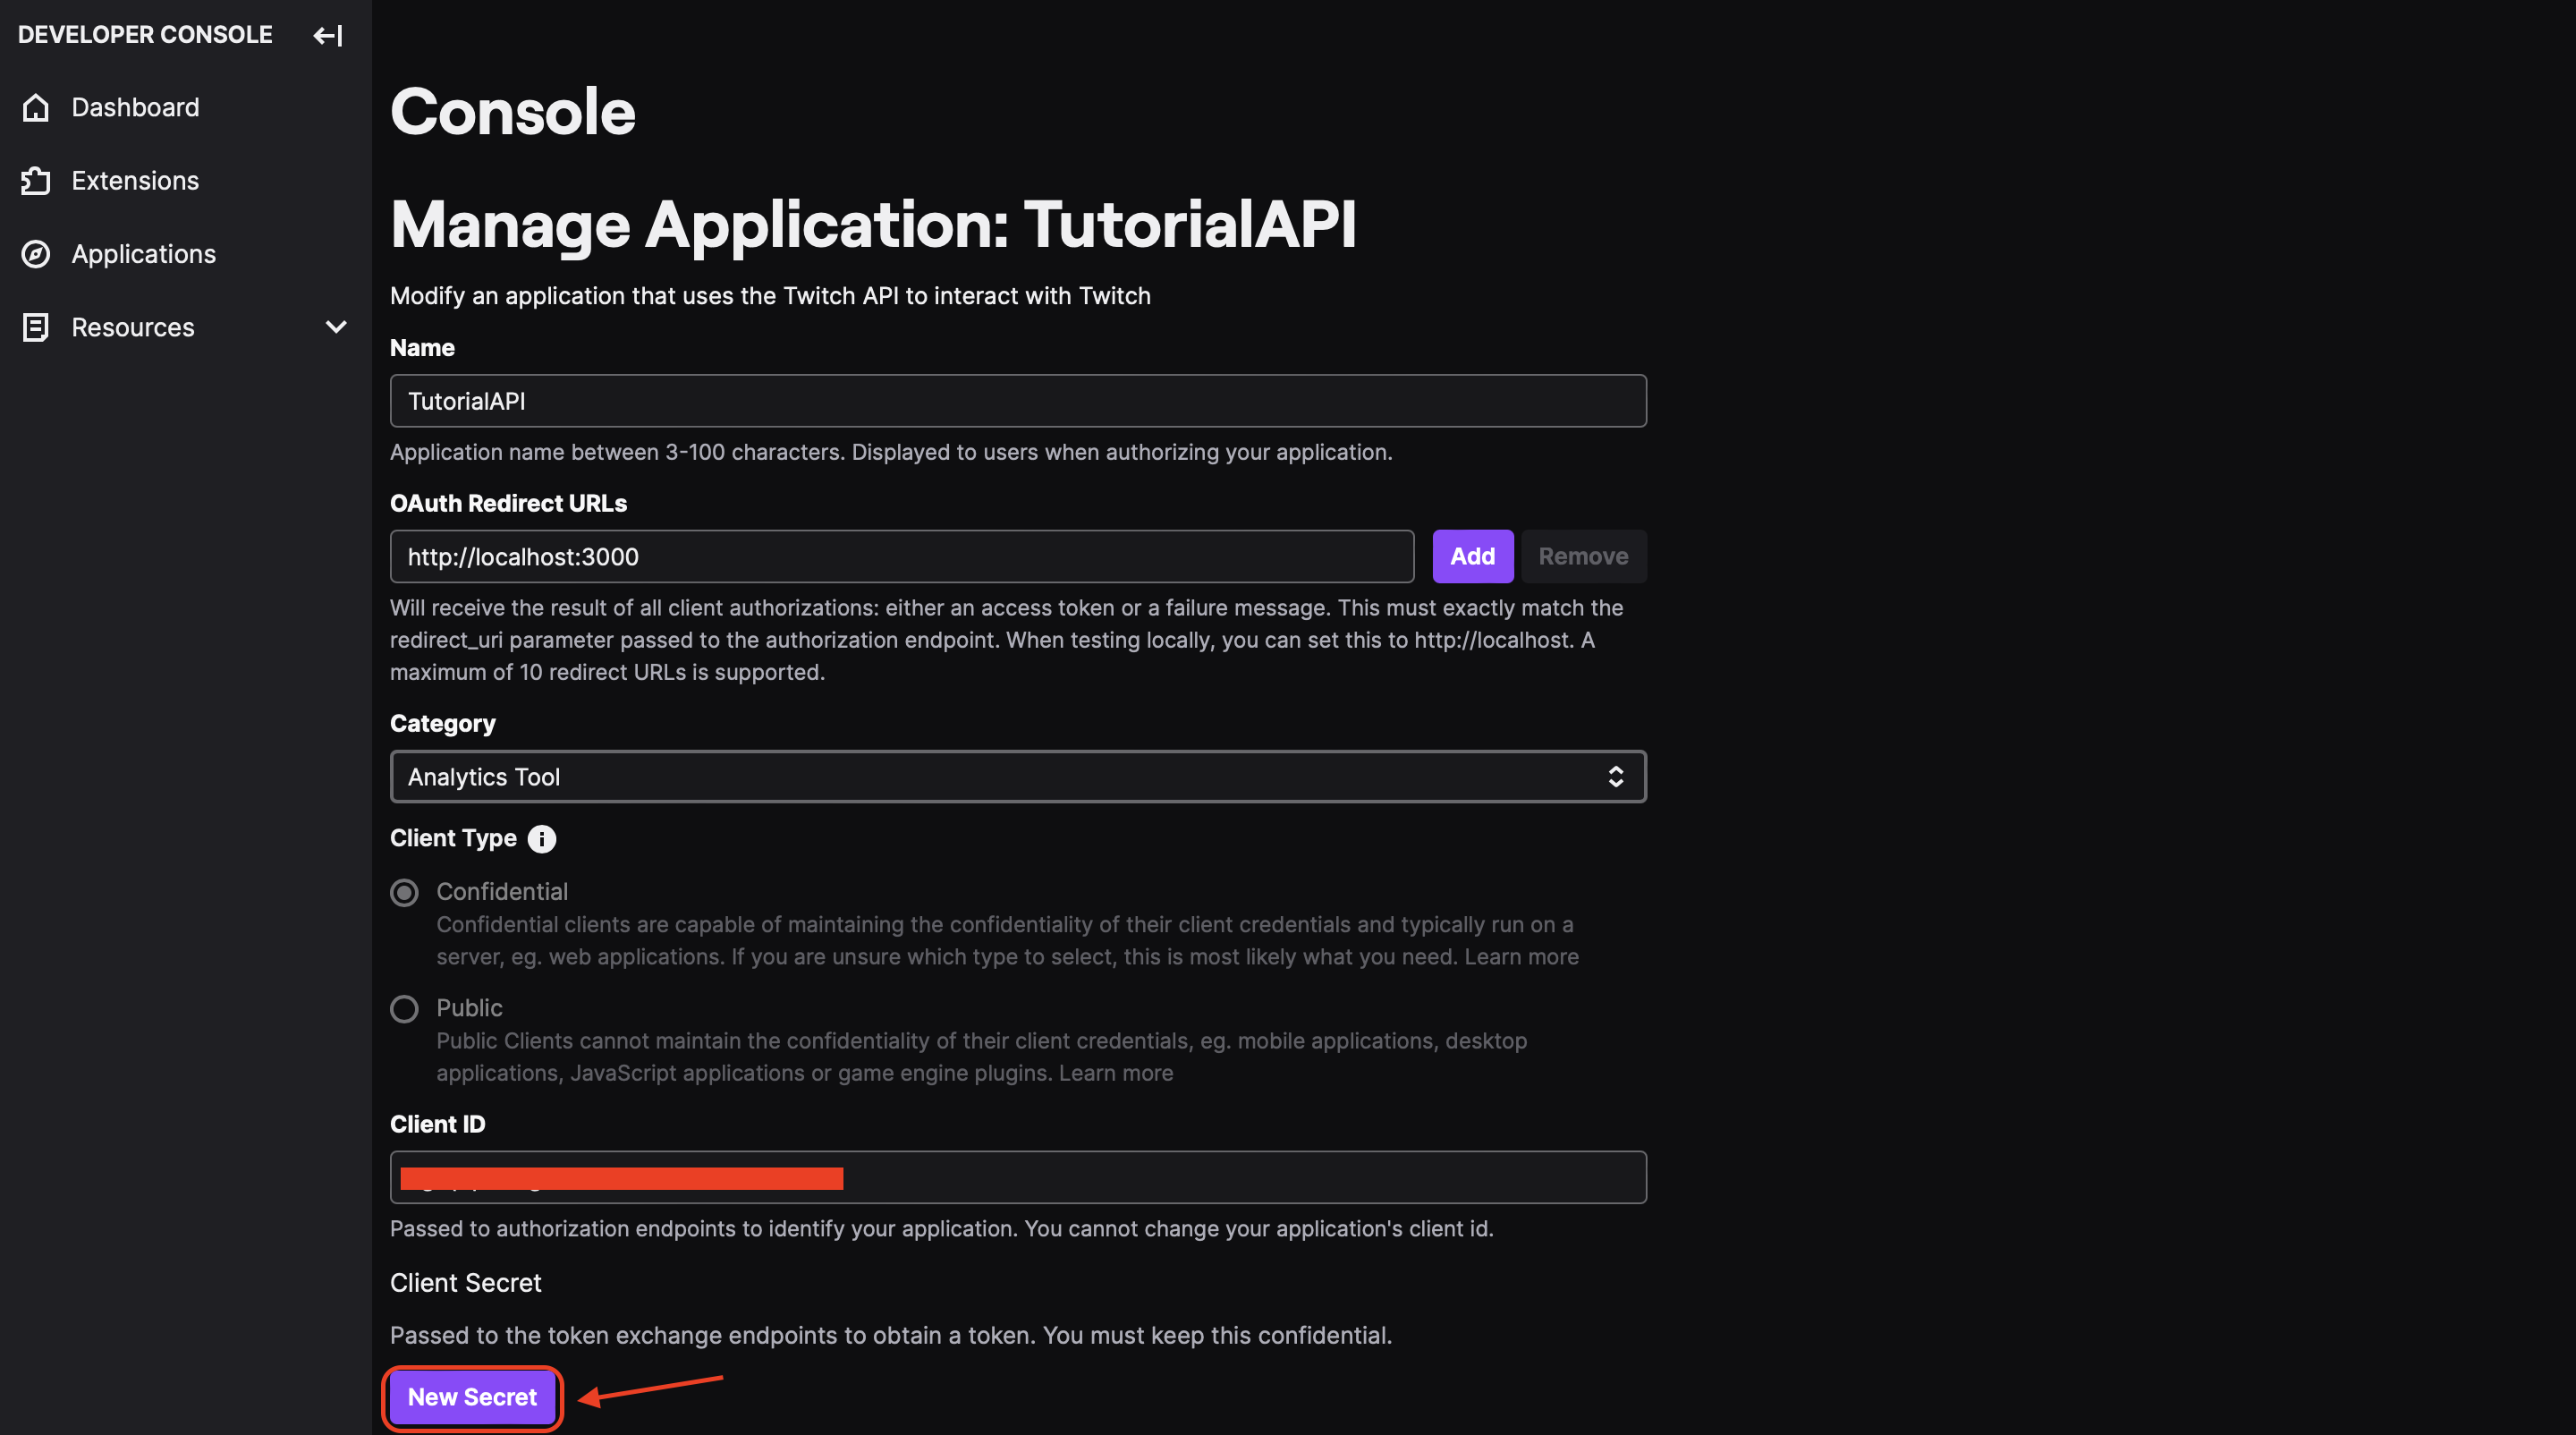 DEVELOPER CONSOLE
Dashboard
Extensions
Applications
Resources
Console
Manage Application: TutorialAPI
Modify an application that uses the Twitch API to interact with Twitch
Name
TutorialAPI
Application name between 3-100 characters. Displayed to users when authorizing your application.
OAuth Redirect URLs
http://localhost:3000
Add
Remove
Will receive the result of all client authorizations: either an access token or a failure message. This must exactly match the
redirect_uri parameter passed to the authorization endpoint. When testing locally, you can set this to http://localhost. A
maximum of 10 redirect URLs is supported.
Category
Analytics Tool
Client Type
Confidential
Confidential clients are capable of maintaining the confidentiality of their client credentials and typically run on a
server, eg. web applications. If you are unsure which type to select, this is most likely what you need. Learn more
Public
Public Clients cannot maintain the confidentiality of their client credentials, eg. mobile applications, desktop
applications, JavaScript applications or game engine plugins. Learn more
Client ID
Passed to authorization endpoints to identify your application. You cannot change your application's client id.
Client Secret
Passed to the token exchange endpoints to obtain a token. You must keep this confidential.
New Secret